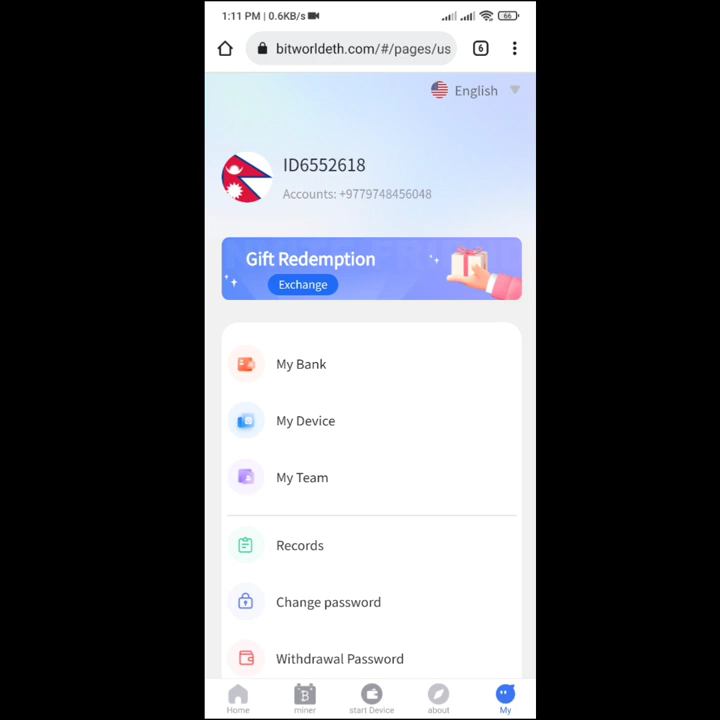 1:11 PM | 0.6KB/s
66
bitworldeth.com/#/pages/us
6
English
ID6552618
Accounts: +9779748456048
Gift Redemption
Exchange
My Bank
My Device
My Team
Records
Change password
Withdrawal Password
Home
miner
start Device
about
My